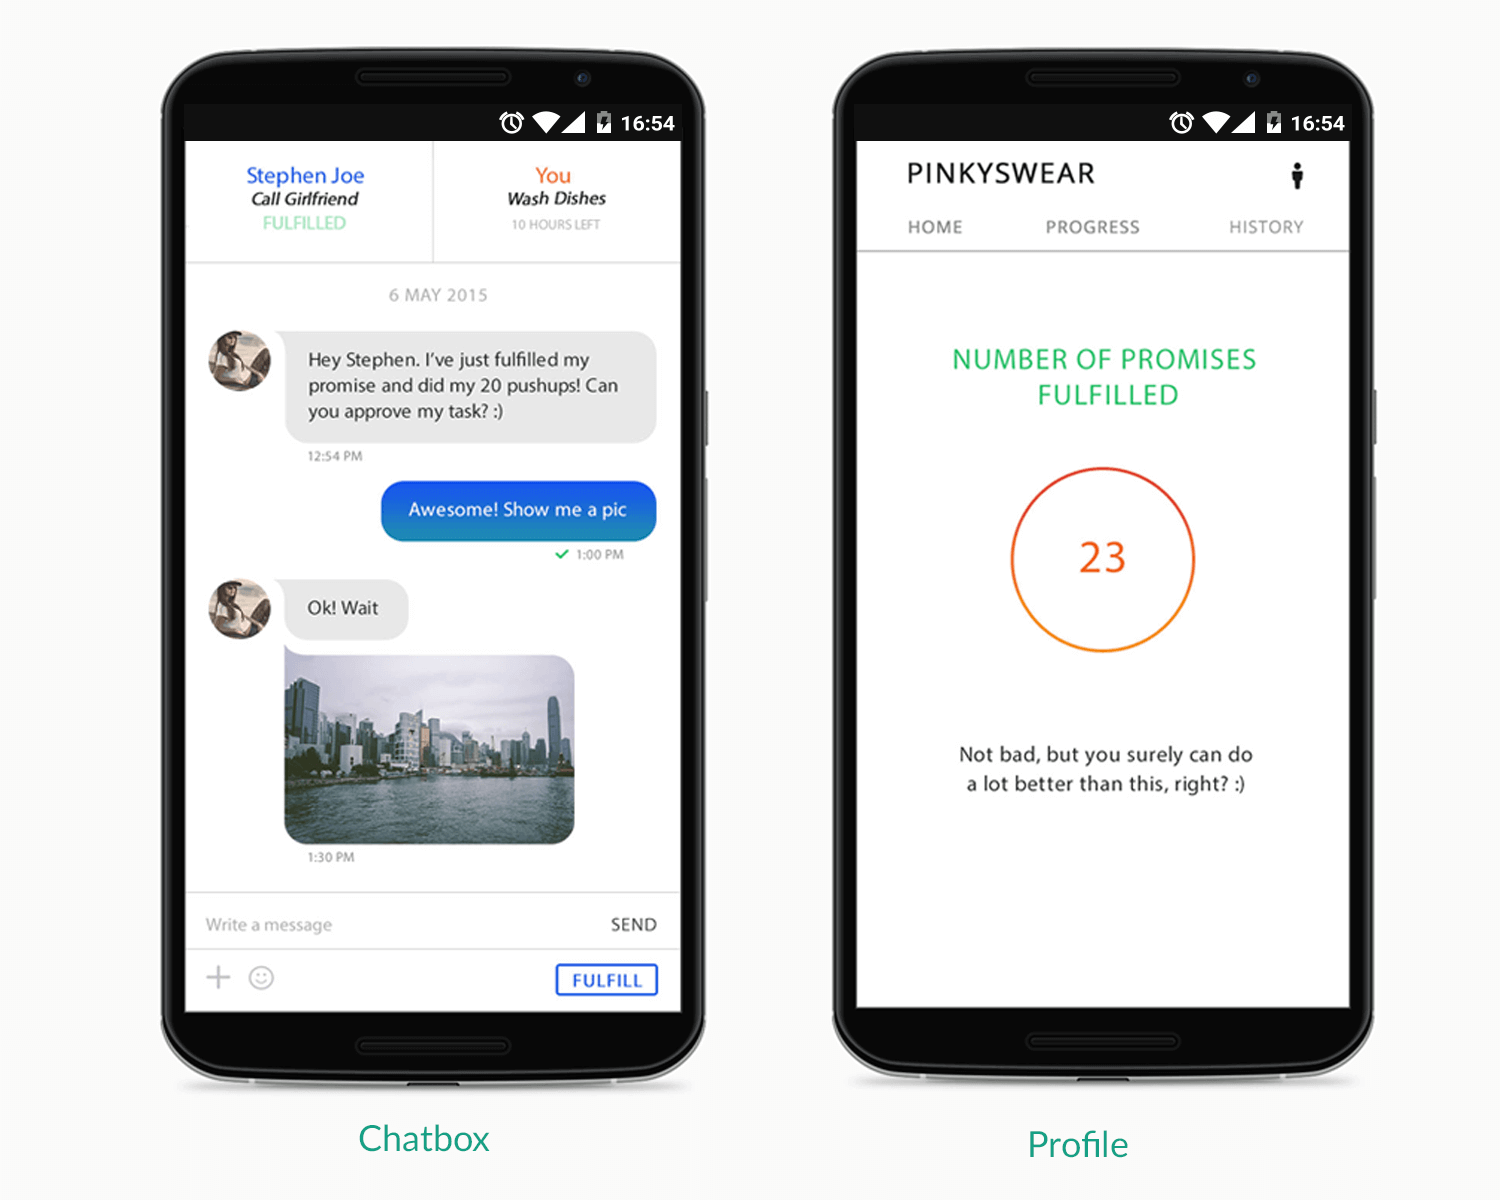 16:54
Stephen Joe
Call Girlfriend
FULFILLED
You
Wash Dishes
10 HOURS LEFT
6 MAY 2015
Hey Stephen. I've just fulfilled my
promise and did my 20 pushups! Can
you approve my task? :)
12:54 PM
Awesome! Show me a pic
1:00 PM
Ok! Wait
1:30 PM
Write a message
SEND
FULFILL
Chatbox
16:54
PINKYSWEAR
HOME
PROGRESS
HISTORY
NUMBER OF PROMISES
FULFILLED
23
Not bad, but you surely can do
a lot better than this, right? :)
Profile